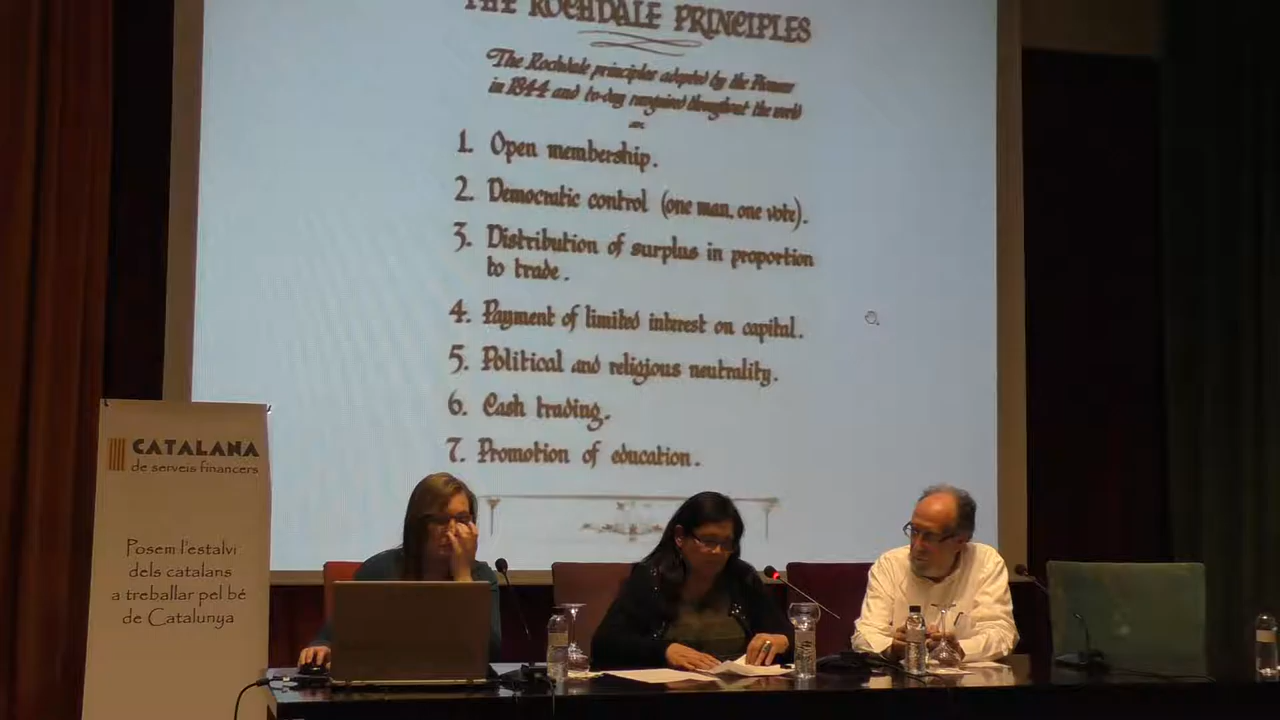 THE ROCHDALE PRINCIPLES
The Rochdale principles adopted by the Pioneers
in 1844 and to-day recognised throughout the world
are:
1. Open membership.
2. Democratic control (one man, one vote).
3. Distribution of surplus in proportion
to trade.
4. Payment of limited interest on capital.
5. Political and religious neutrality.
6. Cash trading.
7. Promotion of education.
CATALANA
de serveis financers
Posem l'estalvi
dels catalans
a treballar pel bé
de Catalunya